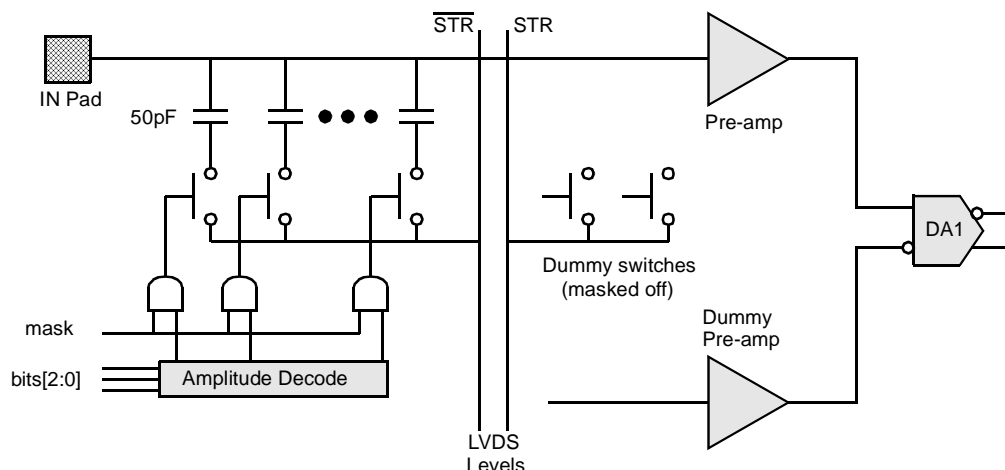 STR STR
IN Pad
50pF
Pre-amp
DA1
Dummy switches
(masked off)
mask
Dummy
Pre-amp
bits[2:0]
Amplitude Decode
LVDS
Levels